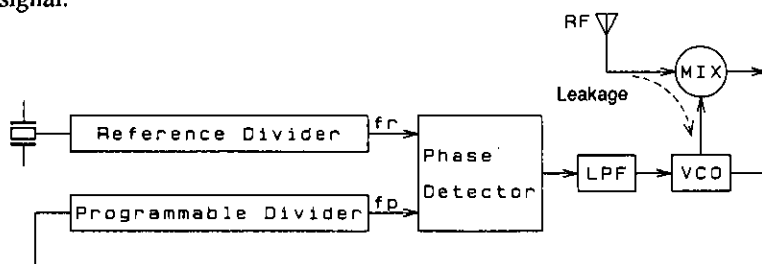 signal.
RF
MIX
Leakage
Reference Divider
fr
Phase
Detector
LPF
VCO
Programmable Divider
fp